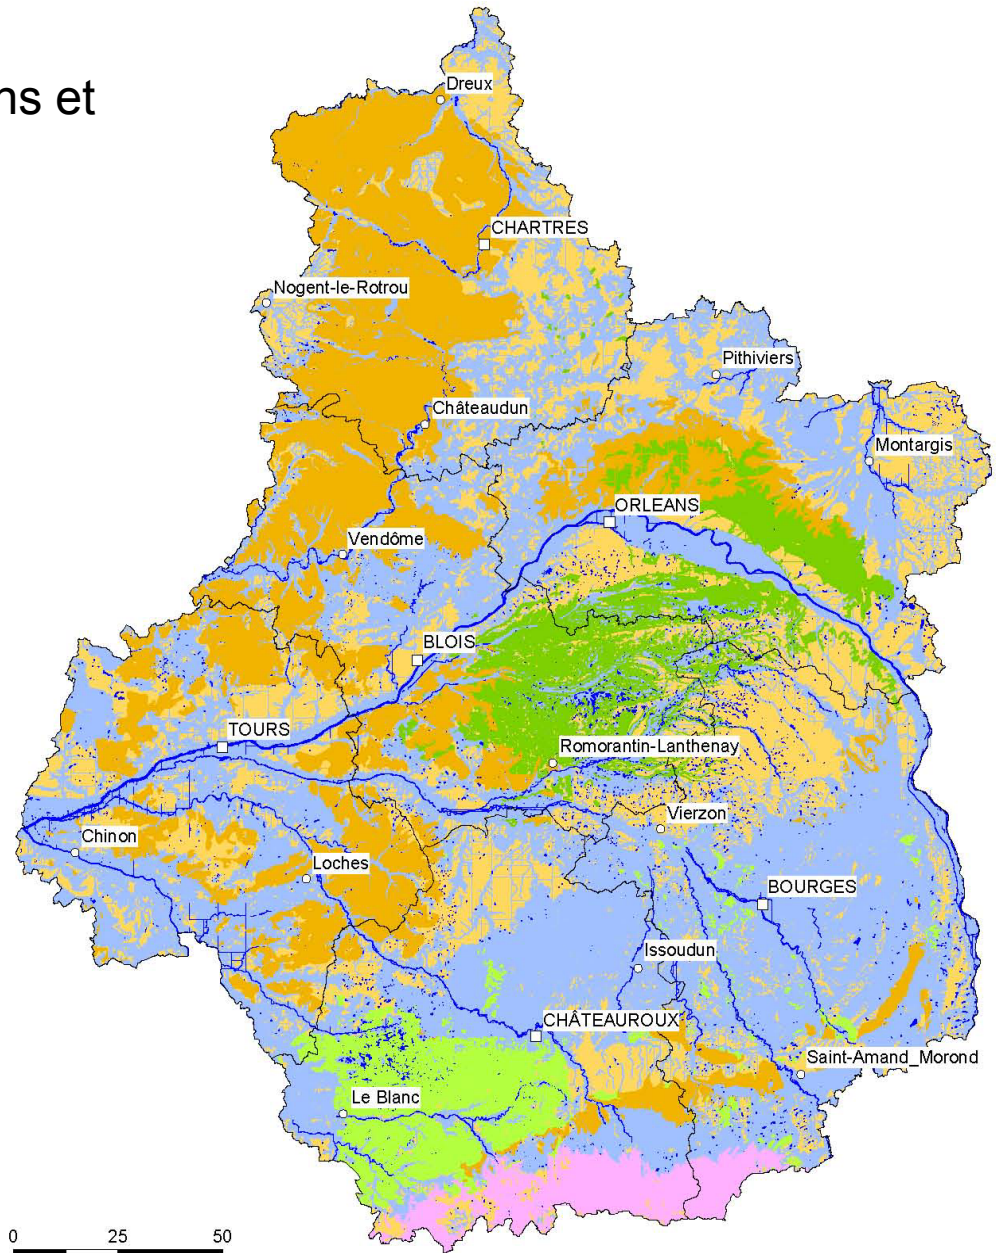 ns et
Dreux
CHARTRES
Nogent-le-Rotrou
Pithiviers
Châteaudun
Montargis
ORLEANS
Vendôme
BLOIS
TOURS
Romorantin-Lanthenay
Vierzon
Chinon
Loches
BOURGES
Issoudun
CHÂTEAUROUX
Saint-Amand_Morond
Le Blanc
0 25 50